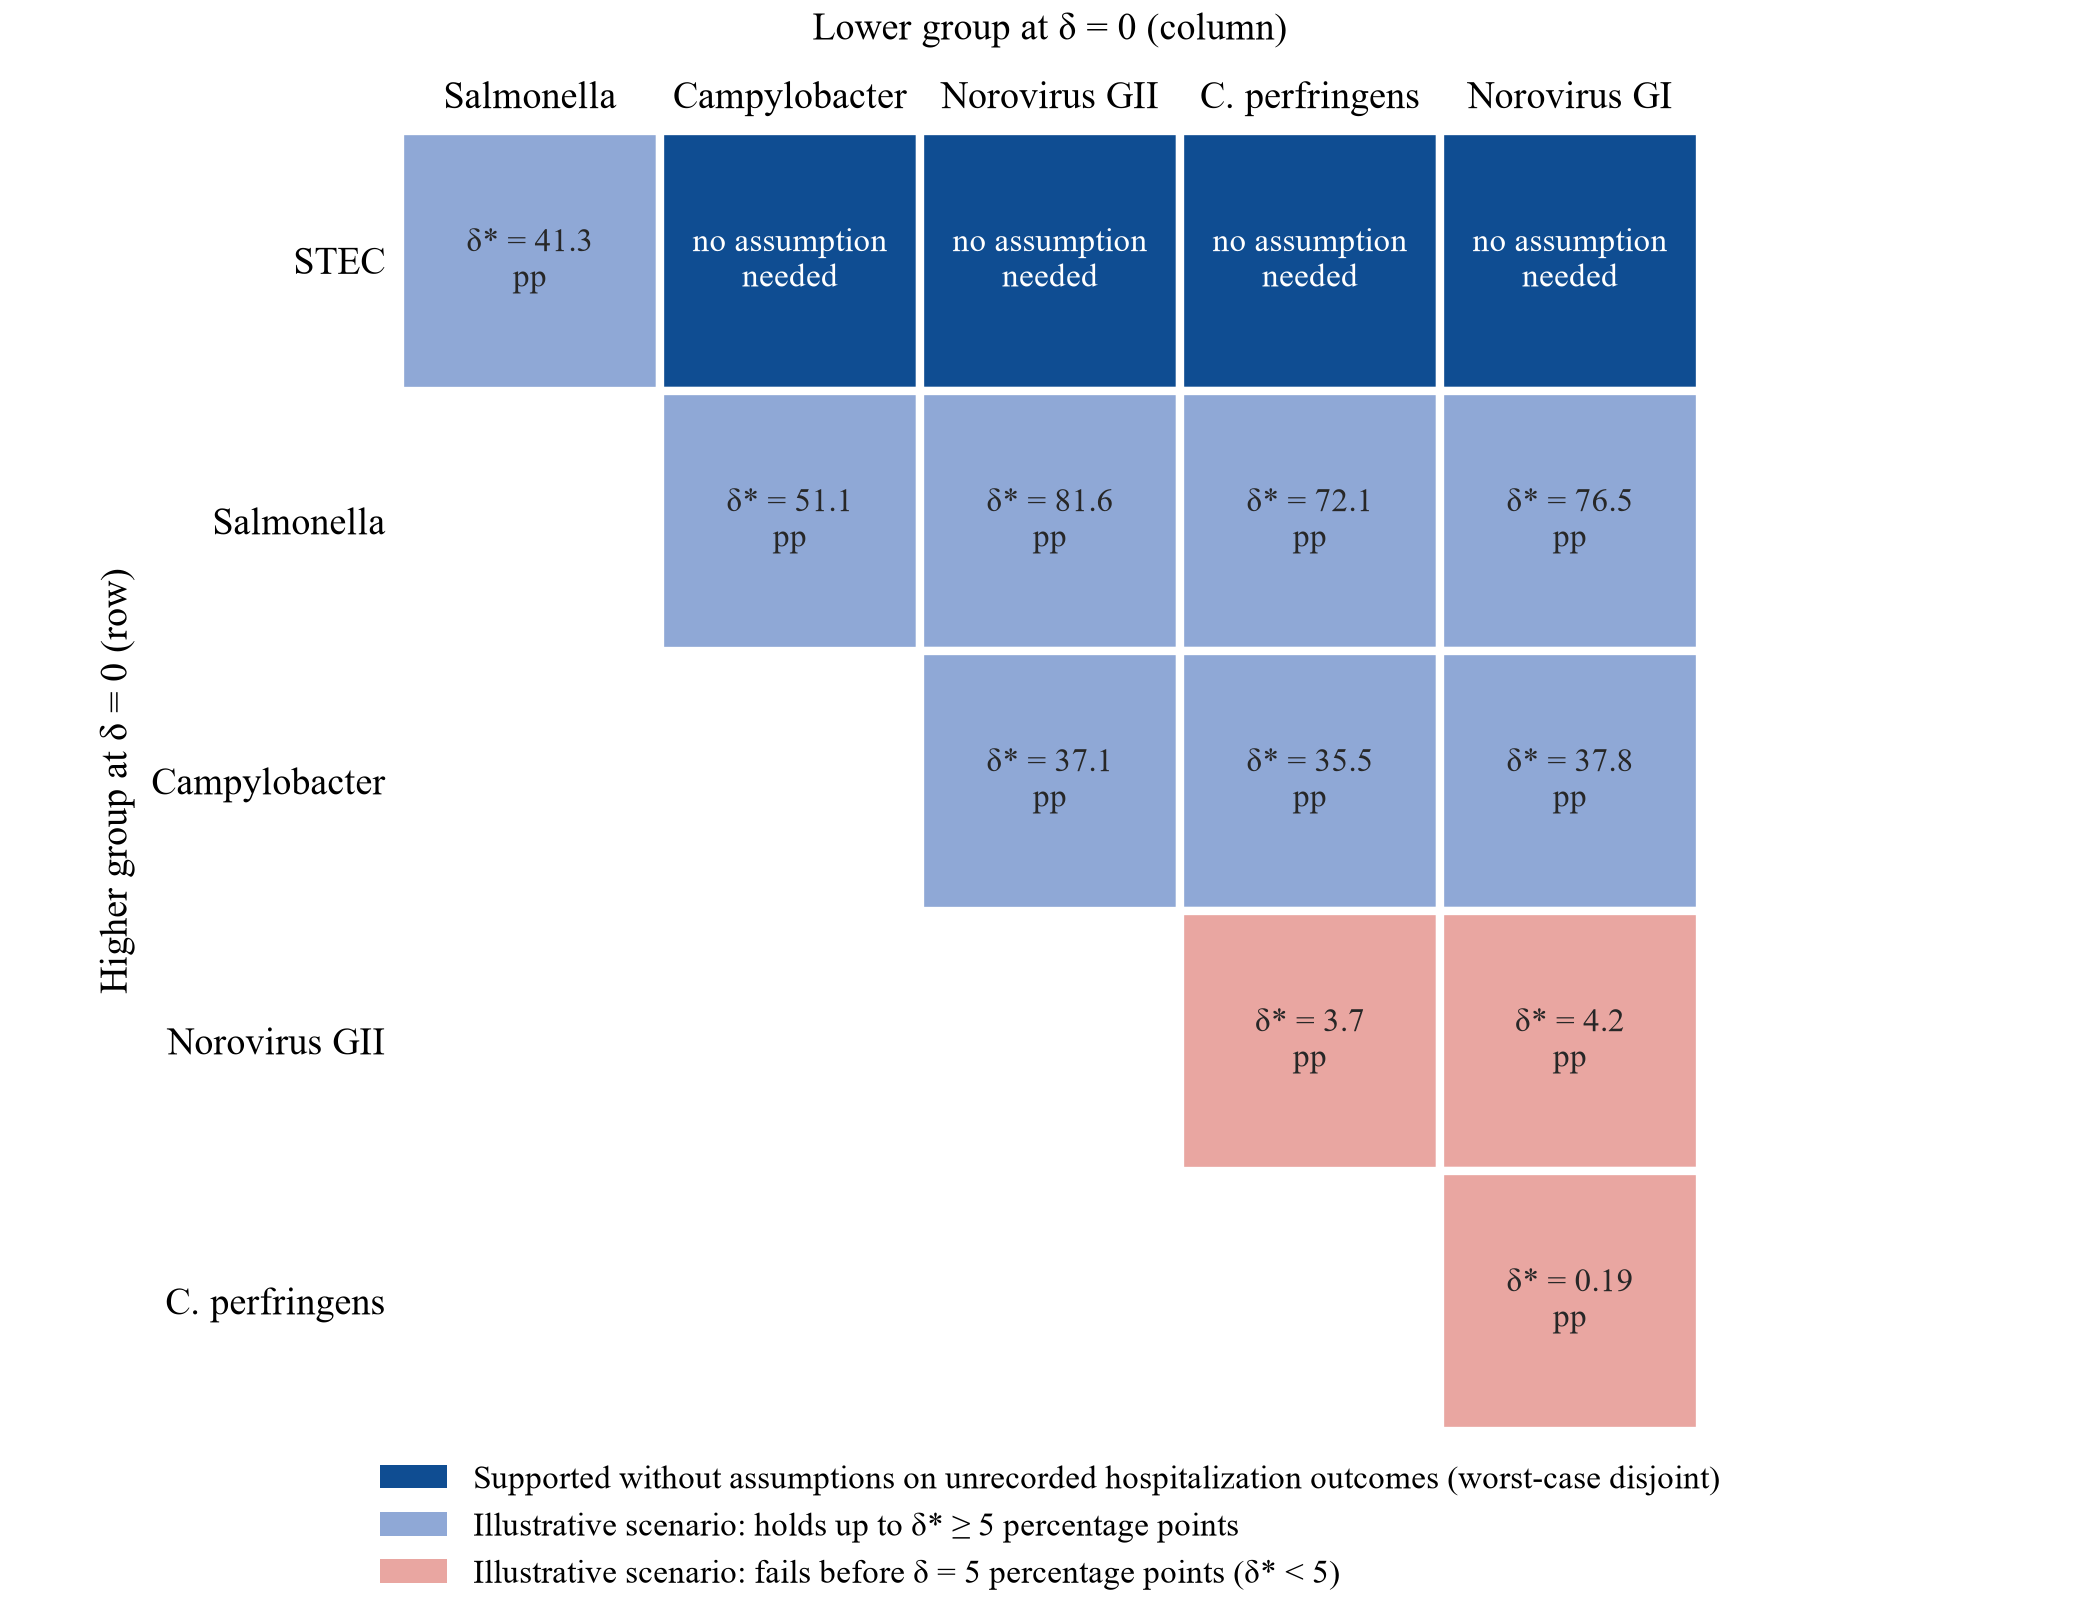 Lower group at δ = 0 (column)
Salmonella Campylobacter Norovirus GII C. perfringens Norovirus GI
Higher group at δ = 0 (row)
STEC
δ* = 41.3
pp
no assumption
needed
no assumption
needed
no assumption
needed
no assumption
needed
Salmonella
δ* = 51.1
pp
δ* = 81.6
pp
δ* = 72.1
pp
δ* = 76.5
pp
Campylobacter
δ* = 37.1
pp
δ* = 35.5
pp
δ* = 37.8
pp
Norovirus GII
δ* = 3.7
pp
δ* = 4.2
pp
C. perfringens
δ* = 0.19
pp
Supported without assumptions on unrecorded hospitalization outcomes (worst-case disjoint)
Illustrative scenario: holds up to δ* ≥ 5 percentage points
Illustrative scenario: fails before δ = 5 percentage points (δ* < 5)